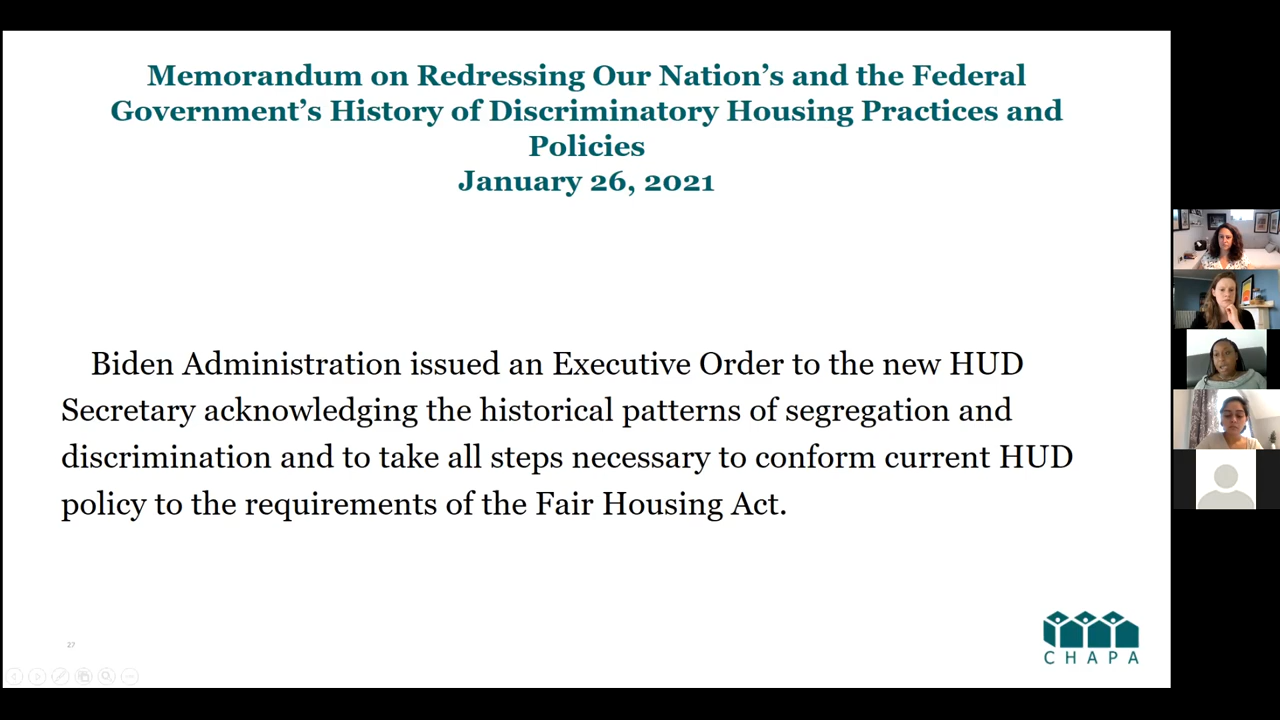 Memorandum on Redressing Our Nation’s and the Federal
Government’s History of Discriminatory Housing Practices and
Policies
January 26, 2021
Biden Administration issued an Executive Order to the new HUD
Secretary acknowledging the historical patterns of segregation and
discrimination and to take all steps necessary to conform current HUD
policy to the requirements of the Fair Housing Act.
27
CHAPA